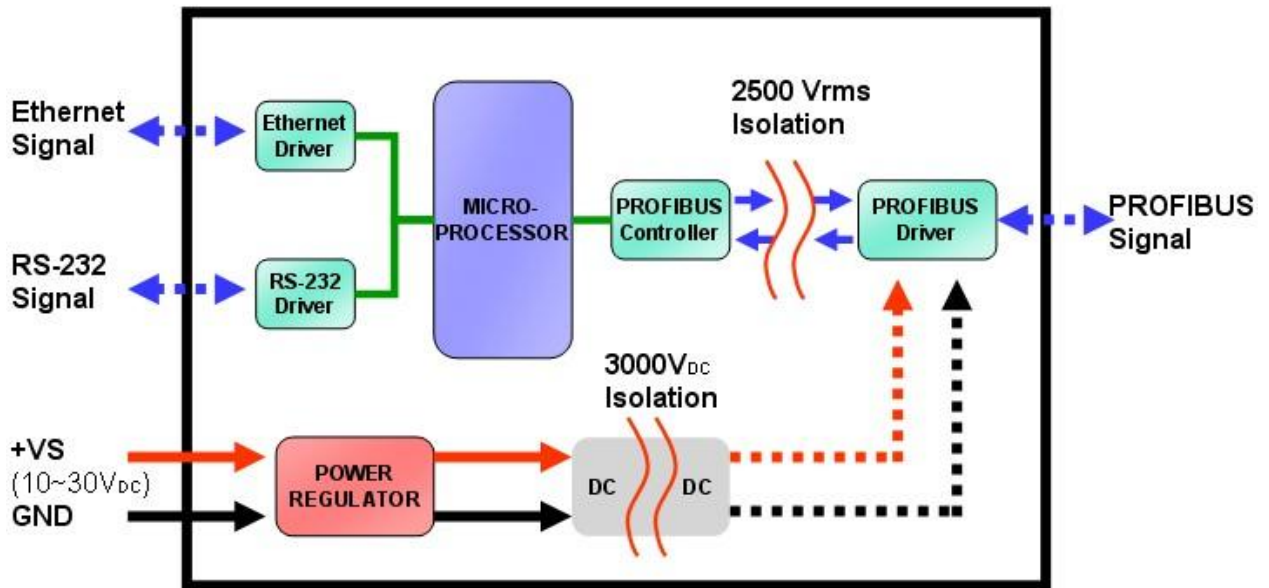 Ethernet
Signal
Ethernet
Driver
MICRO-
PROCESSOR
2500 Vrms
Isolation
PROFIBUS
Controller
PROFIBUS
Driver
PROFIBUS
Signal
RS-232
Signal
RS-232
Driver
3000VDC
Isolation
+VS
(10~30VDC)
GND
POWER
REGULATOR
DC
DC